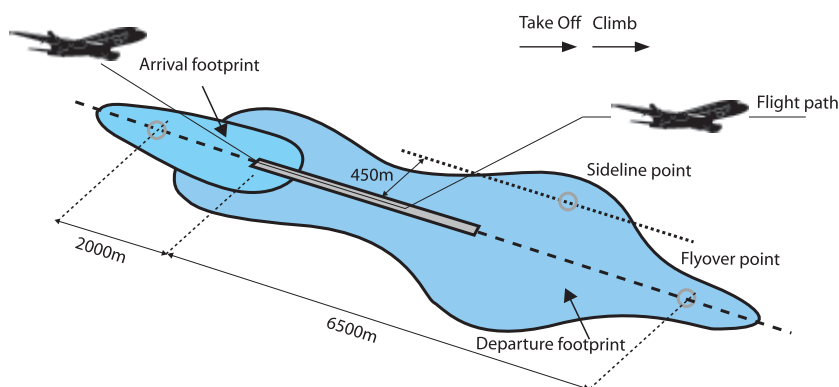 Take Off Climb
Arrival footprint
Flight path
450m
Sideline point
Flyover point
2000m
6500m
Departure footprint